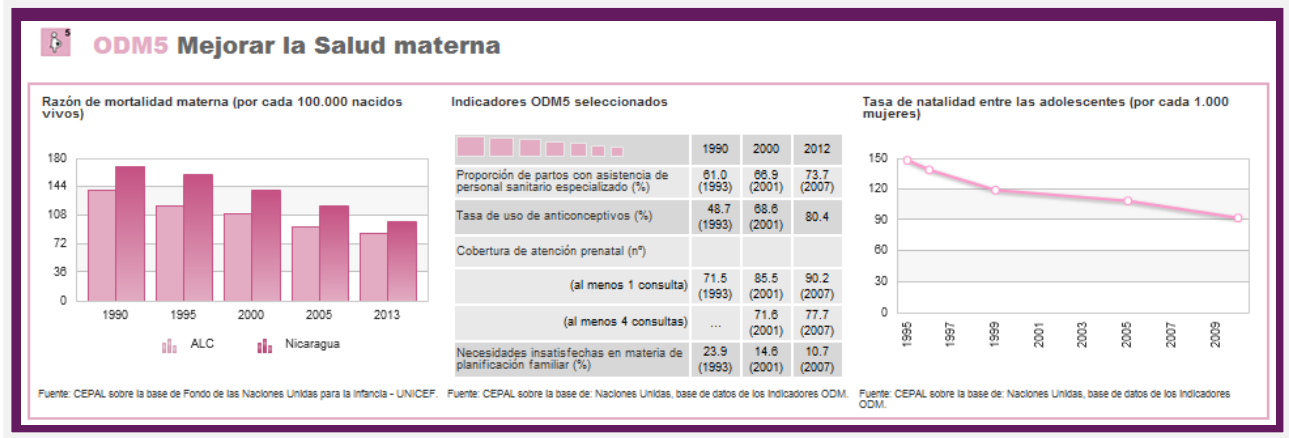 5
ODM5 Mejorar la Salud materna
Razón de mortalidad materna (por cada 100.000 nacidos
vivos)
180
144
108
72
36
0
1990 1995 2000 2005 2013
ALC Nicaragua
Fuente: CEPAL sobre la base de Fondo de las Naciones Unidas para la Infancia - UNICEF.
Indicadores ODM5 seleccionados
1990 2000 2012
Proporción de partos con asistencia de 61.0 66.9 73.7
personal sanitario especializado (%) (1993) (2001) (2007)
Tasa de uso de anticonceptivos (%) 48.7 68.6 80.4
(1993) (2001)
Cobertura de atención prenatal (nº)
(al menos 1 consulta) 71.5 85.5 90.2
(1993) (2001) (2007)
(al menos 4 consultas) ... 71.6 77.7
(2001) (2007)
Necesidades insatisfechas en materia de 23.9 14.6 10.7
planificación familiar (%) (1993) (2001) (2007)
Fuente: CEPAL sobre la base de: Naciones Unidas, base de datos de los Indicadores ODM.
Tasa de natalidad entre las adolescentes (por cada 1.000
mujeres)
150
120
90
60
30
0
1995 1997 1999 2001 2003 2005 2007 2009
Fuente: CEPAL sobre la base de: Naciones Unidas, base de datos de los Indicadores
ODM.